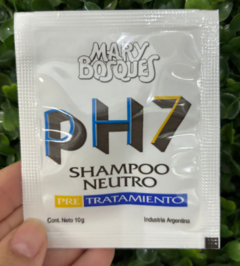 MARY
BOSQUES
PH7
SHAMPOO
NEUTRO
PRE TRATAMIENTO
Cont. Neto 10g Industria Argentina